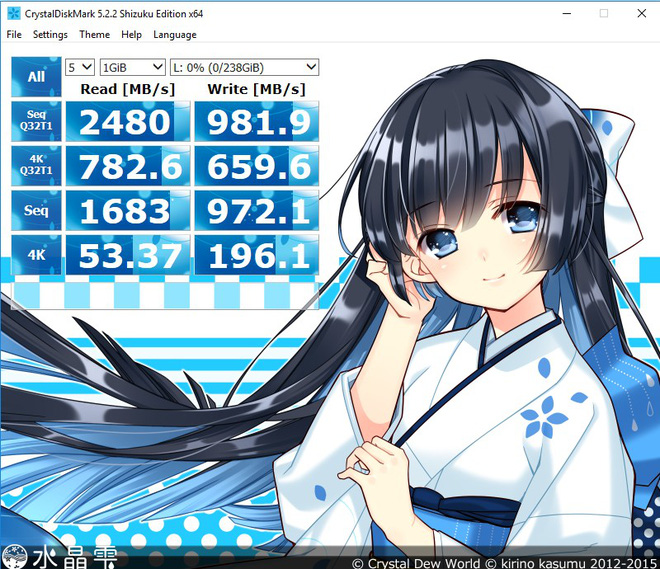 CrystalDiskMark 5.2.2 Shizuku Edition x64
File Settings Theme Help Language
All 5 1GiB L: 0% (0/238GiB)
Read [MB/s] Write [MB/s]
Seq Q32T1 2480 981.9
4K Q32T1 782.6 659.6
Seq 1683 972.1
4K 53.37 196.1
水晶雫
© Crystal Dew World © kirino kasumu 2012-2015